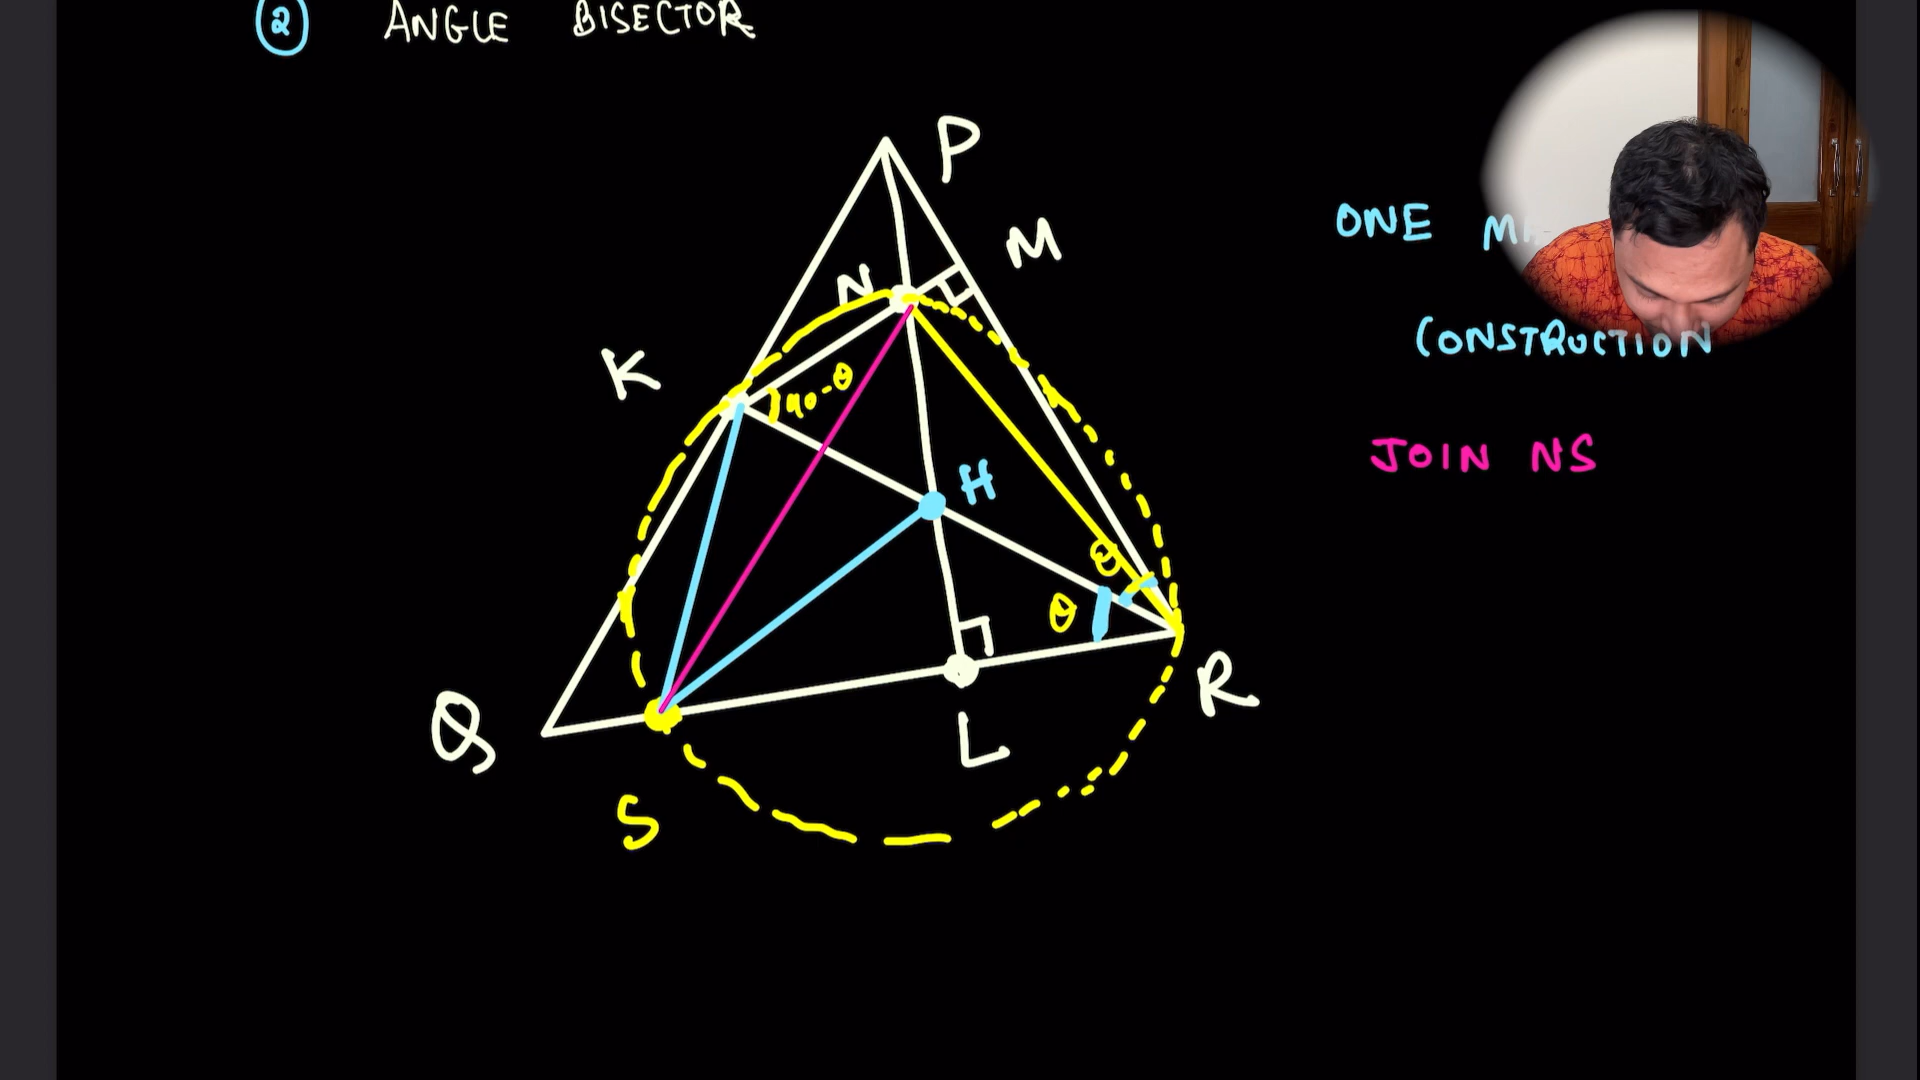 2 ANGLE BISECTOR
P
M
N
ONE
K
90-θ
CONSTRUCTION
JOIN NS
H
θ
θ
R
Q
L
S